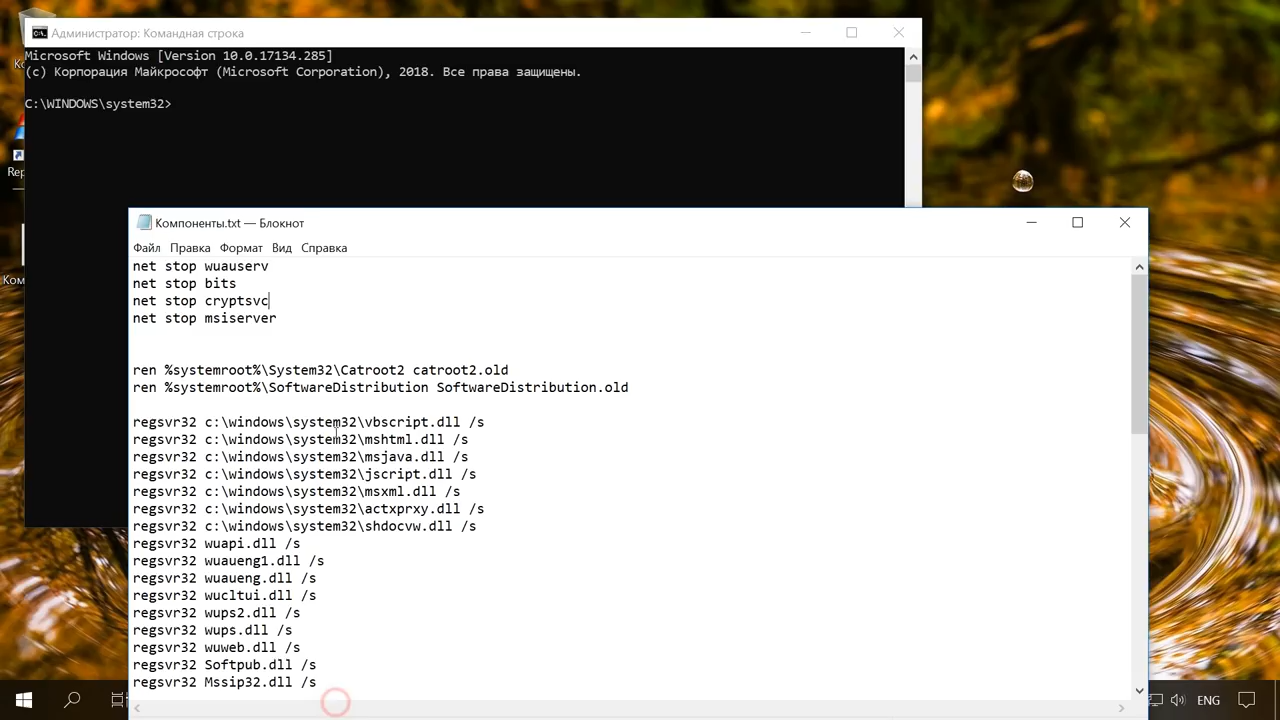 Администратор: Командная строка
Microsoft Windows [Version 10.0.17134.285]
(c) Корпорация Майкрософт (Microsoft Corporation), 2018. Все права защищены.
C:\WINDOWS\system32>
Rep
Ком
Компоненты.txt — Блокнот
Файл Правка Формат Вид Справка
net stop wuauserv
net stop bits
net stop cryptsvc
net stop msiserver
ren %systemroot%\System32\Catroot2 catroot2.old
ren %systemroot%\SoftwareDistribution SoftwareDistribution.old
regsvr32 c:\windows\system32\vbscript.dll /s
regsvr32 c:\windows\system32\mshtml.dll /s
regsvr32 c:\windows\system32\msjava.dll /s
regsvr32 c:\windows\system32\jscript.dll /s
regsvr32 c:\windows\system32\msxml.dll /s
regsvr32 c:\windows\system32\actxprxy.dll /s
regsvr32 c:\windows\system32\shdocvw.dll /s
regsvr32 wuapi.dll /s
regsvr32 wuaueng1.dll /s
regsvr32 wuaueng.dll /s
regsvr32 wucltui.dll /s
regsvr32 wups2.dll /s
regsvr32 wups.dll /s
regsvr32 wuweb.dll /s
regsvr32 Softpub.dll /s
regsvr32 Mssip32.dll /s
ENG